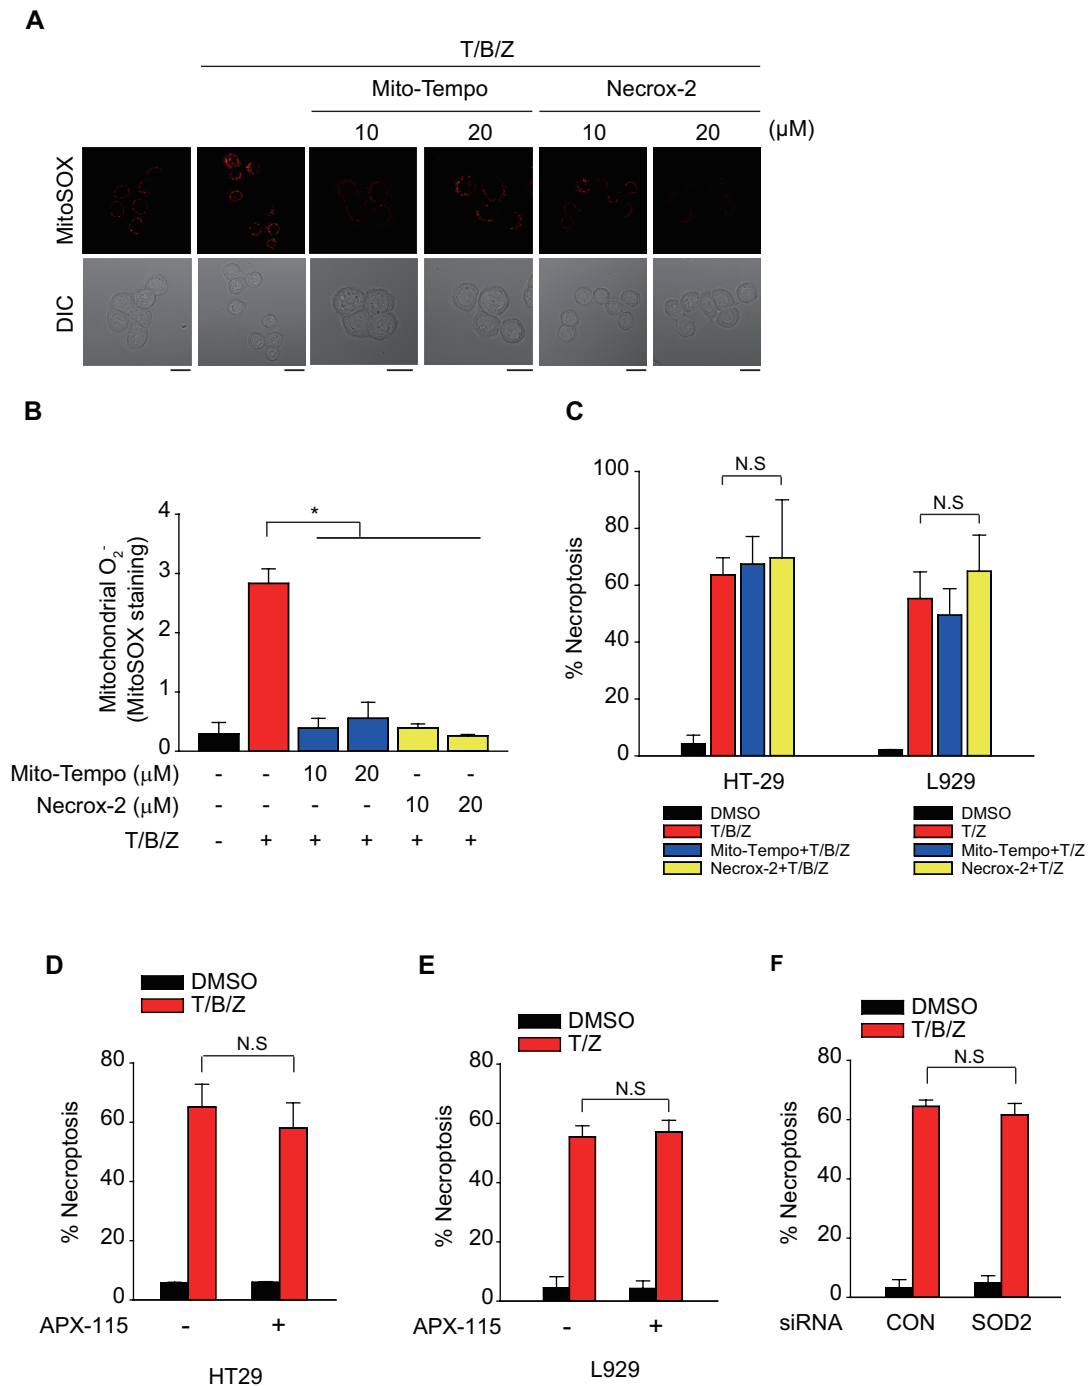 A
T/B/Z
Mito-Tempo Necrox-2
10 20 10 20 (μM)
MitoSOX
DIC
B
Mitochondrial O2-
(MitoSOX staining)
4
3
2
1
0
*
Mito-Tempo (μM) - - 10 20 - -
Necrox-2 (μM) - - - - 10 20
T/B/Z - + + + + +
C
% Necroptosis
100
80
60
40
20
0
N.S
N.S
HT-29 L929
DMSO DMSO
T/B/Z T/Z
Mito-Tempo+T/B/Z Mito-Tempo+T/Z
Necrox-2+T/B/Z Necrox-2+T/Z
D
DMSO
T/B/Z
% Necroptosis
80
60
40
20
0
N.S
APX-115 - +
HT29
E
DMSO
T/Z
% Necroptosis
80
60
40
20
0
N.S
APX-115 - +
L929
F
DMSO
T/B/Z
% Necroptosis
80
60
40
20
0
N.S
siRNA CON SOD2